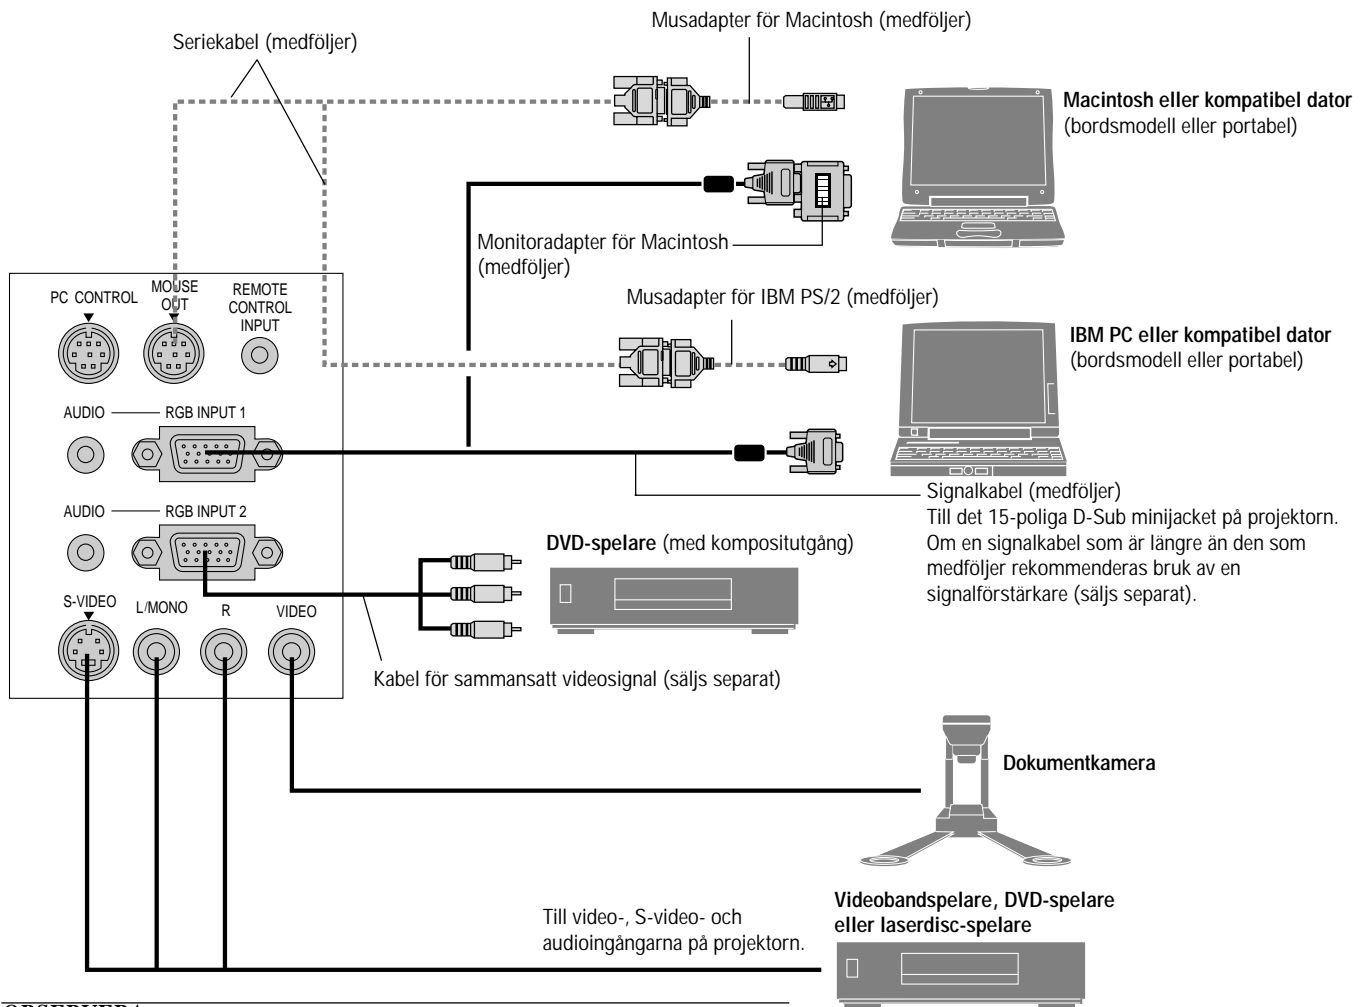 Musadapter för Macintosh (medföljer)
Seriekabel (medföljer)
Macintosh eller kompatibel dator
(bordsmodell eller portabel)
Monitoradapter för Macintosh
(medföljer)
PC CONTROL
MOUSE
OUT
REMOTE
CONTROL
INPUT
Musadapter för IBM PS/2 (medföljer)
IBM PC eller kompatibel dator
(bordsmodell eller portabel)
AUDIO
RGB INPUT 1
Signalkabel (medföljer)
Till det 15-poliga D-Sub minijacket på projektorn.
Om en signalkabel som är längre än den som
medföljer rekommenderas bruk av en
signalförstärkare (säljs separat).
AUDIO
RGB INPUT 2
DVD-spelare (med kompositutgång)
S-VIDEO
L/MONO
R
VIDEO
Kabel för sammansatt videosignal (säljs separat)
Dokumentkamera
Videobandspelare, DVD-spelare
eller laserdisc-spelare
Till video-, S-video- och
audioingångarna på projektorn.